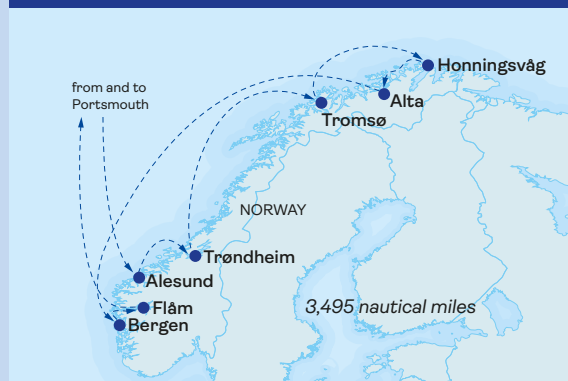 Honningsvåg
from and to
Portsmouth
Alta
Tromsø
NORWAY
Trøndheim
Alesund
Flåm
3,495 nautical miles
Bergen